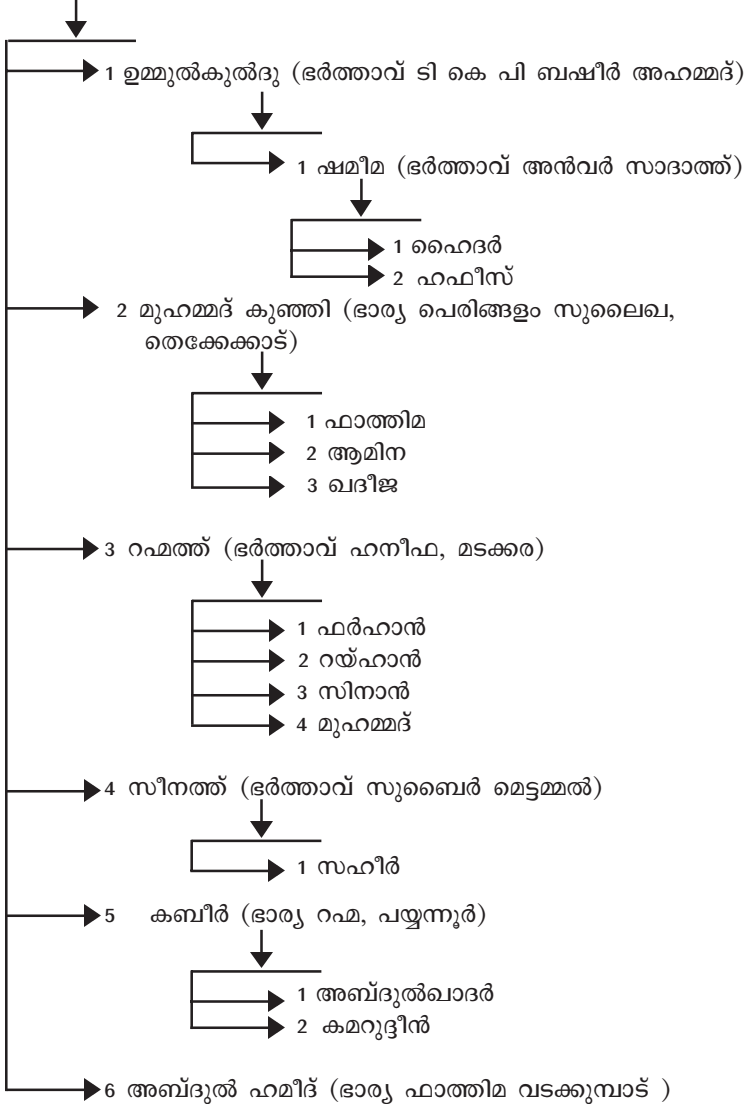 1 ഉമ്മുൽകുൽദു (ഭർത്താവ് ടി കെ പി ബഷീർ അഹമ്മദ്)
1 ഷമീമ (ഭർത്താവ് അൻവർ സാദാത്ത്)
1 ഹൈദർ
2 ഹഫീസ്
2 മുഹമ്മദ് കുഞ്ഞി (ഭാര്യ പെരിങ്ങളം സുലൈഖ,
തെക്കേക്കാട്)
1 ഫാത്തിമ
2 ആമിന
3 ഖദീജ
3 റഹ്മത്ത് (ഭർത്താവ് ഹനീഫ, മടക്കര)
1 ഫർഹാൻ
2 റയ്ഹാൻ
3 സിനാൻ
4 മുഹമ്മദ്
4 സീനത്ത് (ഭർത്താവ് സുബൈർ മെട്ടമ്മൽ)
1 സഹീർ
5 കബീർ (ഭാര്യ റഹ്മ, പയ്യന്നൂർ)
1 അബ്ദുൽഖാദർ
2 കമറുദ്ദീൻ
6 അബ്ദുൽ ഹമീദ് (ഭാര്യ ഫാത്തിമ വടക്കുമ്പാട് )